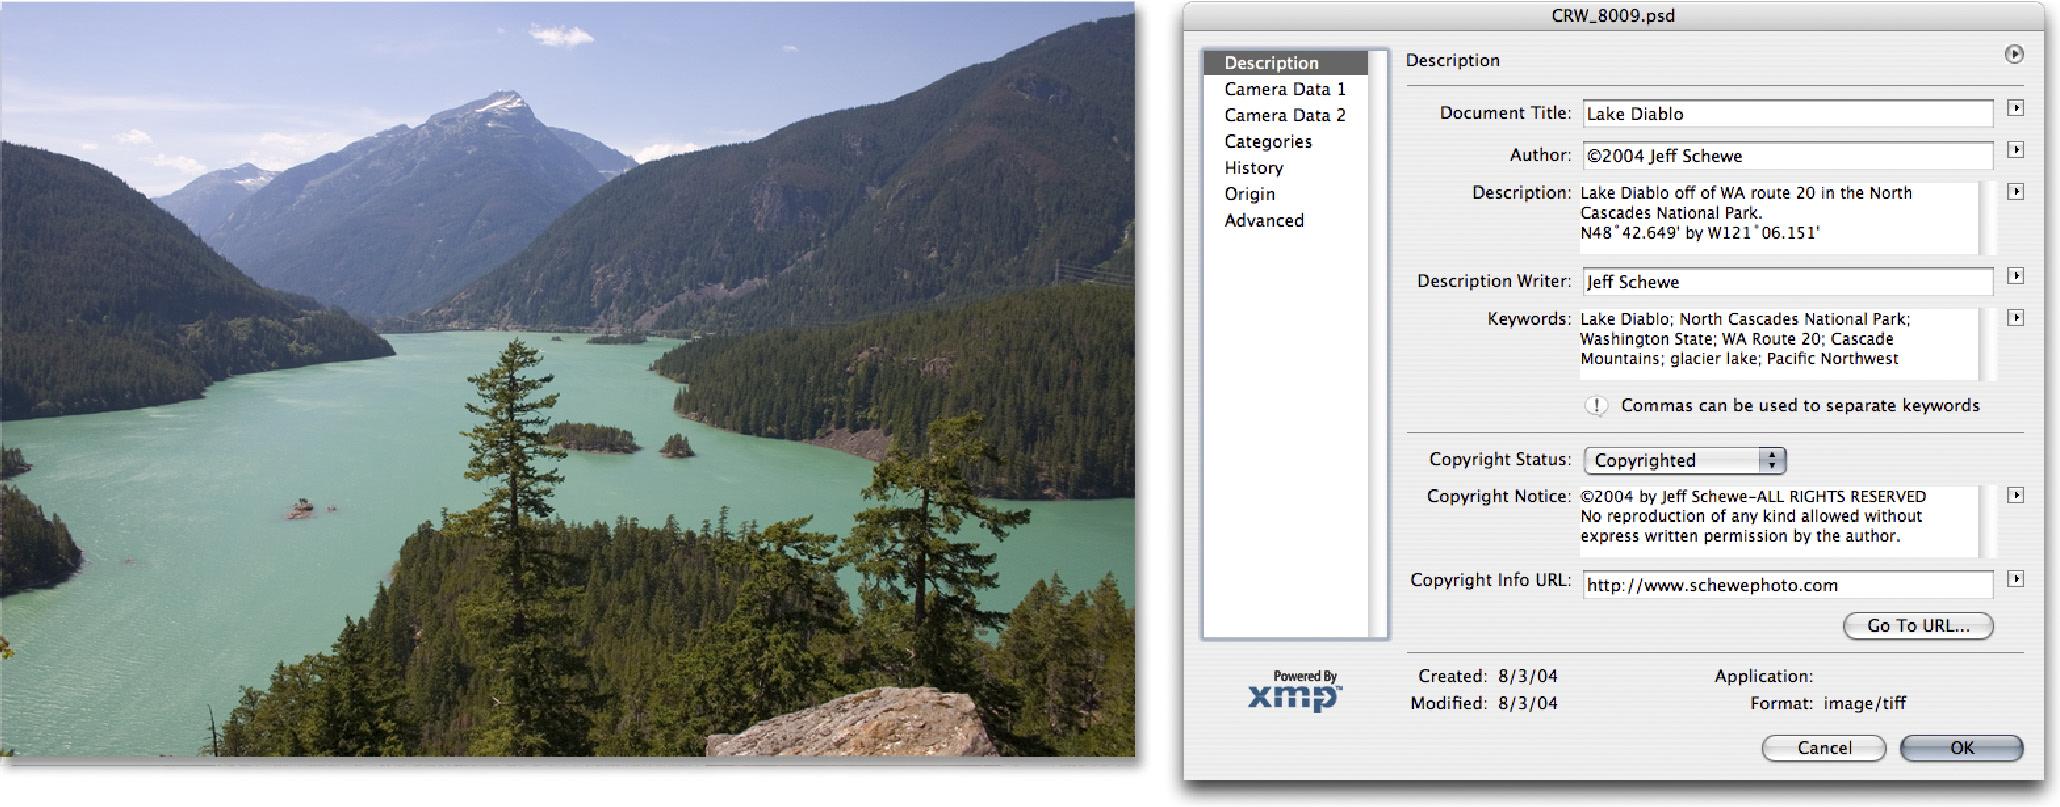 CRW_8009.psd
Description
Camera Data 1
Camera Data 2
Categories
History
Origin
Advanced
Description
Document Title: Lake Diablo
Author: ©2004 Jeff Schewe
Description: Lake Diablo off of WA route 20 in the North
Cascades National Park.
N48˚42.649' by W121˚06.151'
Description Writer: Jeff Schewe
Keywords: Lake Diablo; North Cascades National Park;
Washington State; WA Route 20; Cascade
Mountains; glacier lake; Pacific Northwest
! Commas can be used to separate keywords
Copyright Status: Copyrighted
Copyright Notice: ©2004 by Jeff Schewe-ALL RIGHTS RESERVED
No reproduction of any kind allowed without
express written permission by the author.
Copyright Info URL: http://www.schewephoto.com
Go To URL...
Powered By
xmp™
Created: 8/3/04
Application:
Modified: 8/3/04
Format: image/tiff
Cancel
OK